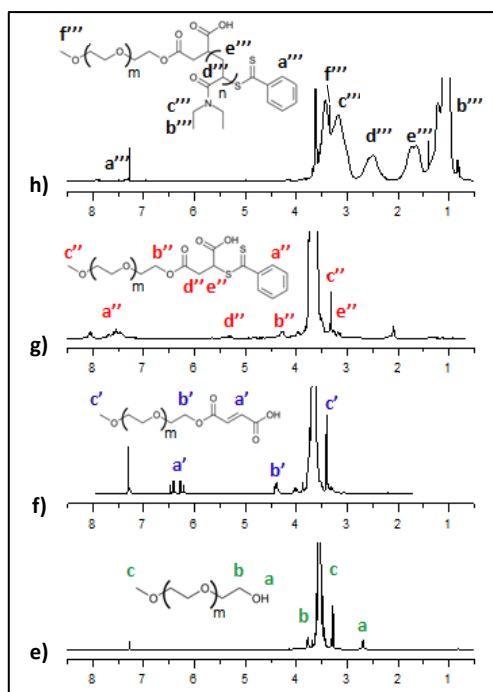 f''' OH
O O O O O e''' S a'''
m
d''' S
O n
c''' f'''
N c''' b'''
b''' d''' e'''
a'''
h)
8 7 6 5 4 3 2 1
c'' b'' O OH S a''
O O O O S
m O c''
d'' e''
a'' d'' b'' e''
g)
8 7 6 5 4 3 2 1
c' b' O a' c'
O O O OH
m O
a' b'
f)
8 7 6 5 4 3 2 1
c b a c
O O OH
m b a
e)
8 7 6 5 4 3 2 1